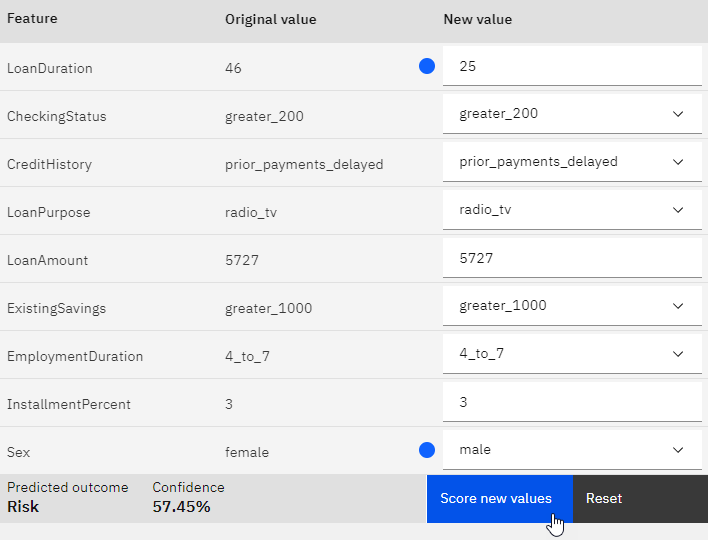 Feature Original value New value
LoanDuration 46 25
CheckingStatus greater_200 greater_200
CreditHistory prior_payments_delayed prior_payments_delayed
LoanPurpose radio_tv radio_tv
LoanAmount 5727 5727
ExistingSavings greater_1000 greater_1000
EmploymentDuration 4_to_7 4_to_7
InstallmentPercent 3 3
Sex female male
Predicted outcome Confidence
Risk 57.45%
Score new values Reset